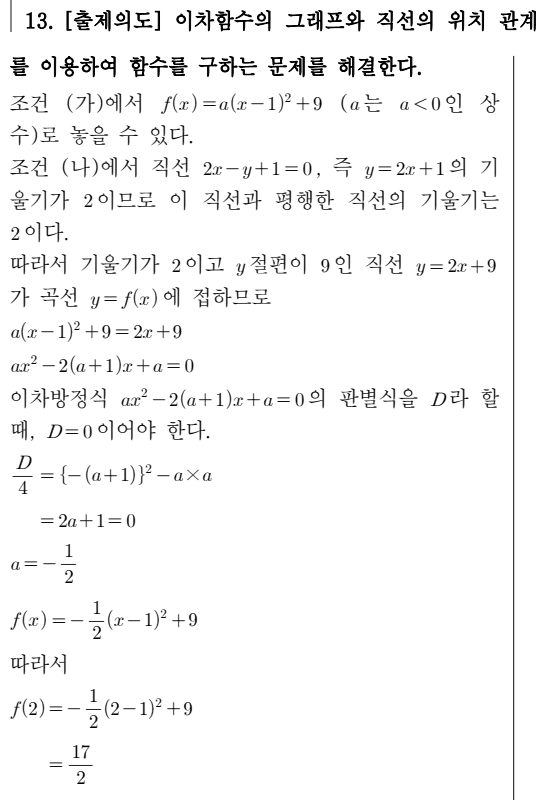 13. [출제의도] 이차함수의 그래프와 직선의 위치 관계
를 이용하여 함수를 구하는 문제를 해결한다.
조건 (가)에서 f(x)=a(x-1)²+9 (a는 a<0인 상
수)로 놓을 수 있다.
조건 (나)에서 직선 2x-y+1=0, 즉 y=2x+1의 기
울기가 2이므로 이 직선과 평행한 직선의 기울기는
2이다.
따라서 기울기가 2이고 y절편이 9인 직선 y=2x+9
가 곡선 y=f(x)에 접하므로
a(x-1)²+9=2x+9
ax²-2(a+1)x+a=0
이차방정식 ax²-2(a+1)x+a=0의 판별식을 D라 할
때, D=0이어야 한다.
D/4={-(a+1)}²-a×a
=2a+1=0
a=-1/2
f(x)=-1/2(x-1)²+9
따라서
f(2)=-1/2(2-1)²+9
=17/2